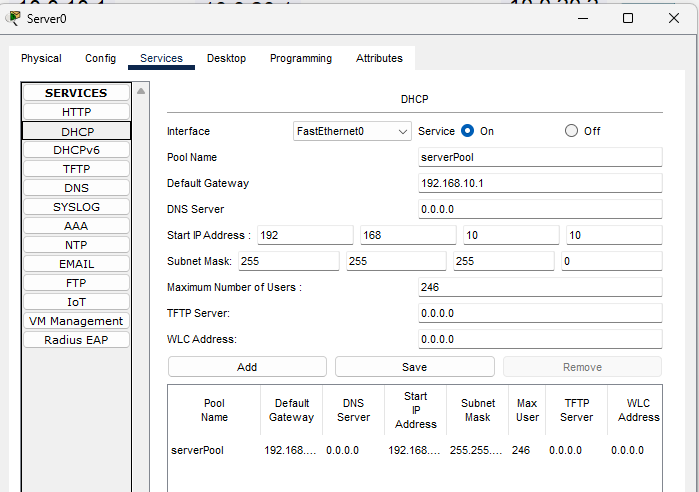 Server0
Physical Config Services Desktop Programming Attributes
SERVICES
HTTP
DHCP
DHCPv6
TFTP
DNS
SYSLOG
AAA
NTP
EMAIL
FTP
IoT
VM Management
Radius EAP
DHCP
Interface FastEthernet0 Service On Off
Pool Name serverPool
Default Gateway 192.168.10.1
DNS Server 0.0.0.0
Start IP Address : 192 168 10 10
Subnet Mask: 255 255 255 0
Maximum Number of Users : 246
TFTP Server: 0.0.0.0
WLC Address: 0.0.0.0
Add Save Remove
Pool Name Default Gateway DNS Server Start IP Address Subnet Mask Max User TFTP Server WLC Address
serverPool 192.168.... 0.0.0.0 192.168.... 255.255.... 246 0.0.0.0 0.0.0.0